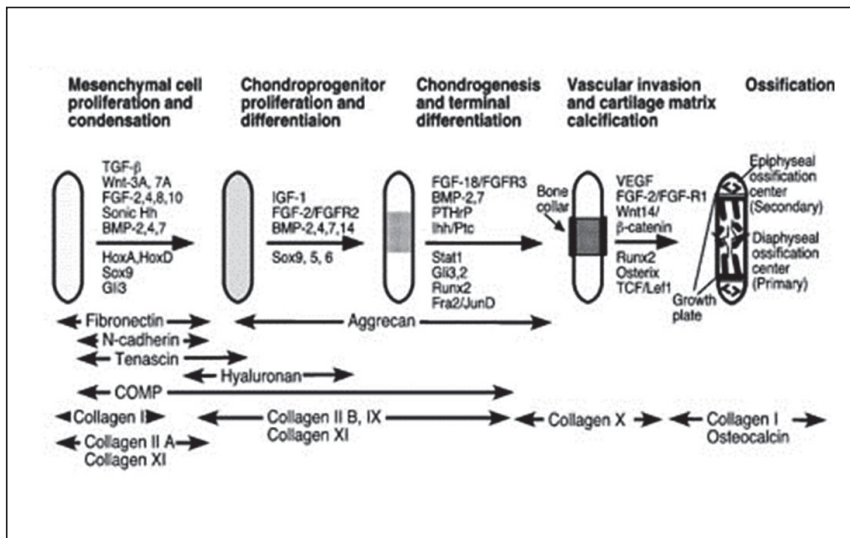 Mesenchymal cell
proliferation and
condensation
Chondroprogenitor
proliferation and
differentiaion
Chondrogenesis
and terminal
differentiation
Vascular invasion
and cartilage matrix
calcification
Ossification
TGF-β
Wnt-3A, 7A
FGF-2,4,8,10
Sonic Hh
BMP-2,4,7
HoxA,HoxD
Sox9
Gli3
IGF-1
FGF-2/FGFR2
BMP-2,4,7,14
Sox9, 5, 6
FGF-18/FGFR3
BMP-2,7
PTHrP
Ihh/Ptc
Stat1
Gli3,2
Runx2
Fra2/JunD
Bone
collar
VEGF
FGF-2/FGF-R1
Wnt14/
β-catenin
Runx2
Osterix
TCF/Lef1
Epiphyseal
ossification
center
(Secondary)
Diaphyseal
ossification
center
(Primary)
Growth
plate
Fibronectin
Aggrecan
N-cadherin
Tenascin
Hyaluronan
COMP
Collagen I
Collagen II B, IX
Collagen XI
Collagen X
Collagen I
Osteocalcin
Collagen II A
Collagen XI